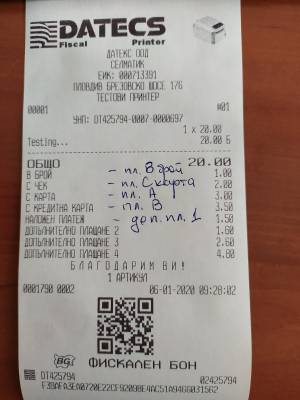 DATECS
Fiscal Printer
ДАТЕКС ООД
СЕЛМАТИК
ЕИК: 000713391
ПЛОВДИВ БРЕЗОВСКО ШОСЕ 176
ТЕСТОВИ ПРИНТЕР
00001 #01
УНП: DT425794-0007-0000697
1 x 20.00
Testing... 20.00 Б
ОБЩО 20.00
В БРОЙ - пл. В брой 1.00
С ЧЕК - пл. С карта 2.00
С КАРТА - пл. А 3.00
С КРЕДИТНА КАРТА - пл. В 3.50
НАЛОЖЕН ПЛАТЕЖ - доп. пл. 1 1.50
ДОПЪЛНИТЕЛНО ПЛАЩАНЕ 2 1.60
ДОПЪЛНИТЕЛНО ПЛАЩАНЕ 3 2.60
ДОПЪЛНИТЕЛНО ПЛАЩАНЕ 4 4.80
БЛАГОДАРИМ ВИ!
1 АРТИКУЛ
0001790 0002 06-01-2020 09:28:02
BG ФИСКАЛЕН БОН
DT425794 02425794